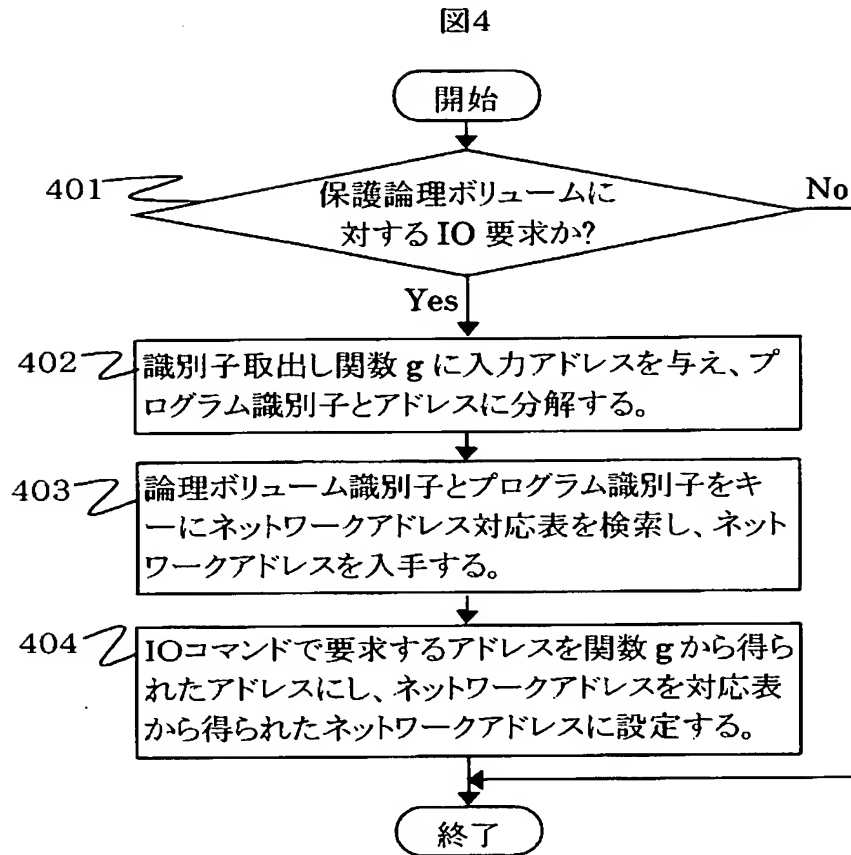 図4
開始
401
保護論理ボリュームに
対するIO要求か?
No
Yes
402
識別子取出し関数 g に入力アドレスを与え、プ
ログラム識別子とアドレスに分解する。
403
論理ボリューム識別子とプログラム識別子をキ
ーにネットワークアドレス対応表を検索し、ネット
ワークアドレスを入手する。
404
IOコマンドで要求するアドレスを関数 g から得ら
れたアドレスにし、ネットワークアドレスを対応表
から得られたネットワークアドレスに設定する。
終了